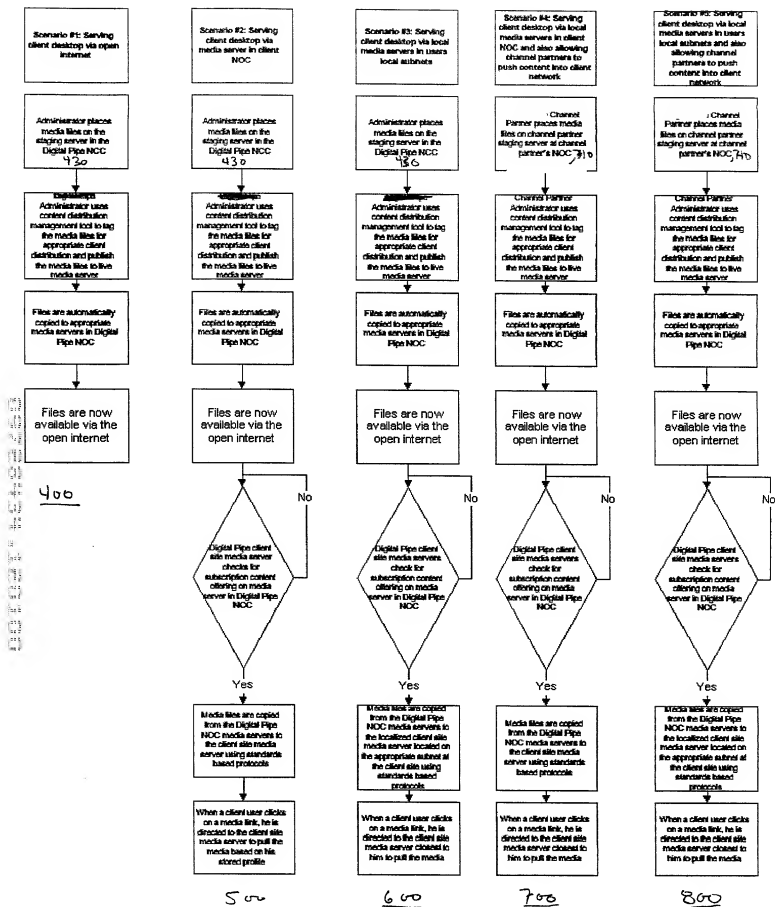 Scenario #1: Serving
client desktop via open
internet
Administrator places
media files on the
staging server in the
Digital Pipe NCC
430
Administrator uses
content distribution
management tool to tag
the media files for
appropriate client
distribution and publish
the media files to live
media server
Files are automatically
copied to appropriate
media servers in Digital
Pipe NOC
Files are now
available via the
open internet
400
Scenario #2: Serving
client desktop via
media server in client
NOC
Administrator places
media files on the
staging server in the
Digital Pipe NCC
430
Administrator uses
content distribution
management tool to tag
the media files for
appropriate client
distribution and publish
the media files to live
media server
Files are automatically
copied to appropriate
media servers in Digital
Pipe NOC
Files are now
available via the
open internet
No
Digital Pipe client
site media server
checks for
subscription content
offering on media
server in Digital Pipe
NOC
Yes
Media files are copied
from the Digital Pipe
NOC media servers to
the client site media
server using standards
based protocols
When a client user clicks
on a media link, he is
directed to the client site
media server to pull the
media based on his
stored profile
500
Scenario #3: Serving
client desktop via local
media servers in users
local subnets
Administrator places
media files on the
staging server in the
Digital Pipe NCC
430
Administrator uses
content distribution
management tool to tag
the media files for
appropriate client
distribution and publish
the media files to live
media server
Files are automatically
copied to appropriate
media servers in Digital
Pipe NOC
Files are now
available via the
open internet
No
Digital Pipe client
site media servers
check for
subscription content
offering on media
server in Digital Pipe
NOC
Yes
Media files are copied
from the Digital Pipe
NOC media servers to
the localized client site
media server located on
the appropriate subnet at
the client site using
standards based
protocols
When a client user clicks
on a media link, he is
directed to the client site
media server closest to
him to pull the media
600
Scenario #4: Serving
client desktop via local
media servers in client
NOC and also allowing
channel partners to
push content into client
network
Channel
Partner places media
files on channel partner
staging server at channel
partner's NOC 710
Channel Partner
Administrator uses
content distribution
management tool to tag
the media files for
appropriate client
distribution and publish
the media files to live
media server
Files are automatically
copied to appropriate
media servers in Digital
Pipe NOC
Files are now
available via the
open internet
No
Digital Pipe client
site media servers
check for
subscription content
offering on media
server in Digital Pipe
NOC
Yes
Media files are copied
from the Digital Pipe
NOC media servers to
the client site media
server using standards
based protocols
When a client user clicks
on a media link, he is
directed to the client site
media server closest to
him to pull the media
700
Scenario #5: Serving
client desktop via local
media servers in users
local subnets and also
allowing channel
partners to push
content into client
network
Channel
Partner places media
files on channel partner
staging server at channel
partner's NOC
Channel Partner
Administrator uses
content distribution
management tool to tag
the media files for
appropriate client
distribution and publish
the media files to live
media server
Files are automatically
copied to appropriate
media servers in Digital
Pipe NOC
Files are now
available via the
open internet
No
Digital Pipe client
site media servers
check for
subscription content
offering on media
server in Digital Pipe
NOC
Yes
Media files are copied
from the Digital Pipe
NOC media servers to
the localized client site
media server located on
the appropriate subnet at
the client site using
standards based
protocols
When a client user clicks
on a media link, he is
directed to the client site
media server closest to
him to pull the media
800